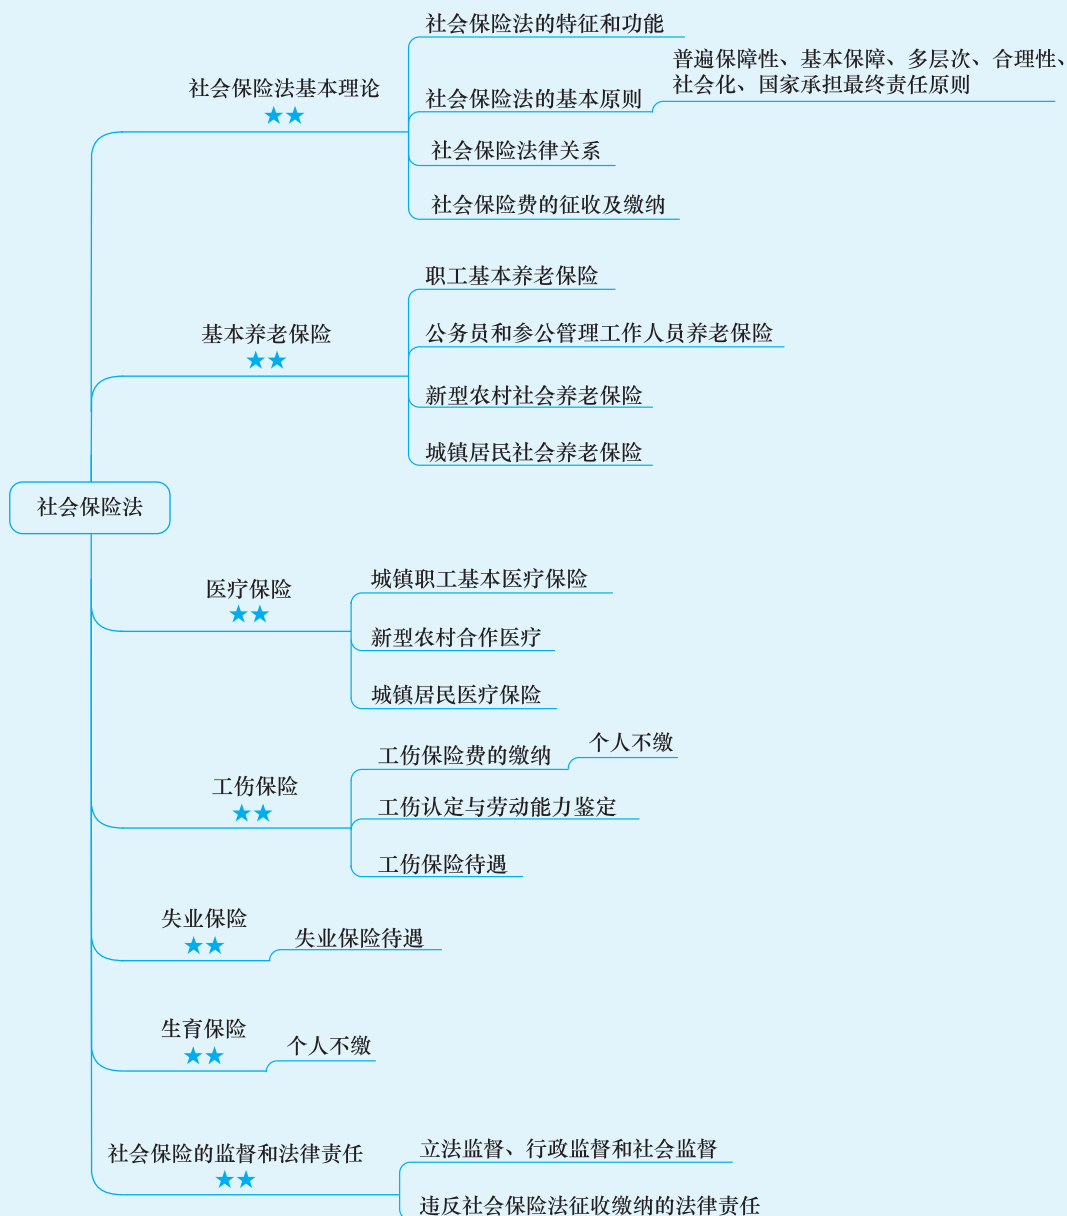 社会保险法
社会保险法基本理论
★★
社会保险法的特征和功能
社会保险法的基本原则
普遍保障性、基本保障、多层次、合理性、
社会化、国家承担最终责任原则
社会保险法律关系
社会保险费的征收及缴纳
基本养老保险
★★
职工基本养老保险
公务员和参公管理工作人员养老保险
新型农村社会养老保险
城镇居民社会养老保险
医疗保险
★★
城镇职工基本医疗保险
新型农村合作医疗
城镇居民医疗保险
工伤保险
★★
工伤保险费的缴纳
个人不缴
工伤认定与劳动能力鉴定
工伤保险待遇
失业保险
★★
失业保险待遇
生育保险
★★
个人不缴
社会保险的监督和法律责任
★★
立法监督、行政监督和社会监督
违反社会保险法征收缴纳的法律责任